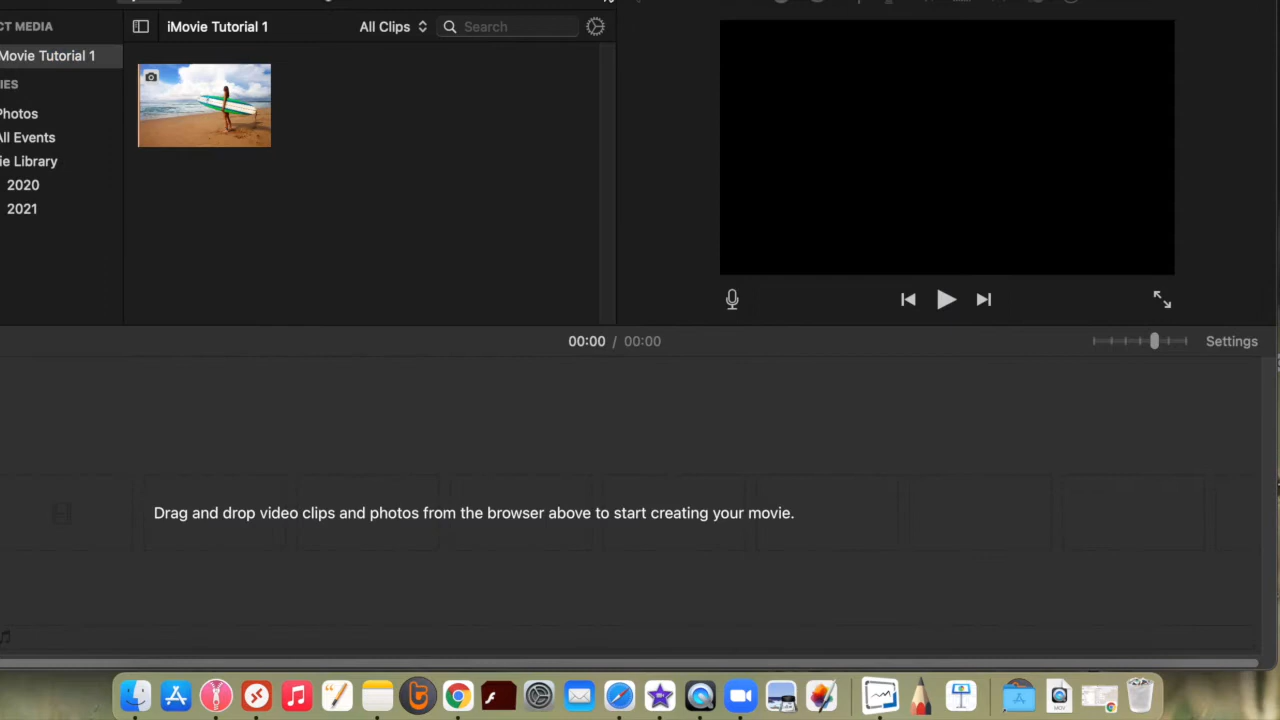 CT MEDIA
iMovie Tutorial 1
All Clips
Search
Movie Tutorial 1
IES
Photos
All Events
ie Library
2020
2021
00:00 / 00:00
Settings
Drag and drop video clips and photos from the browser above to start creating your movie.